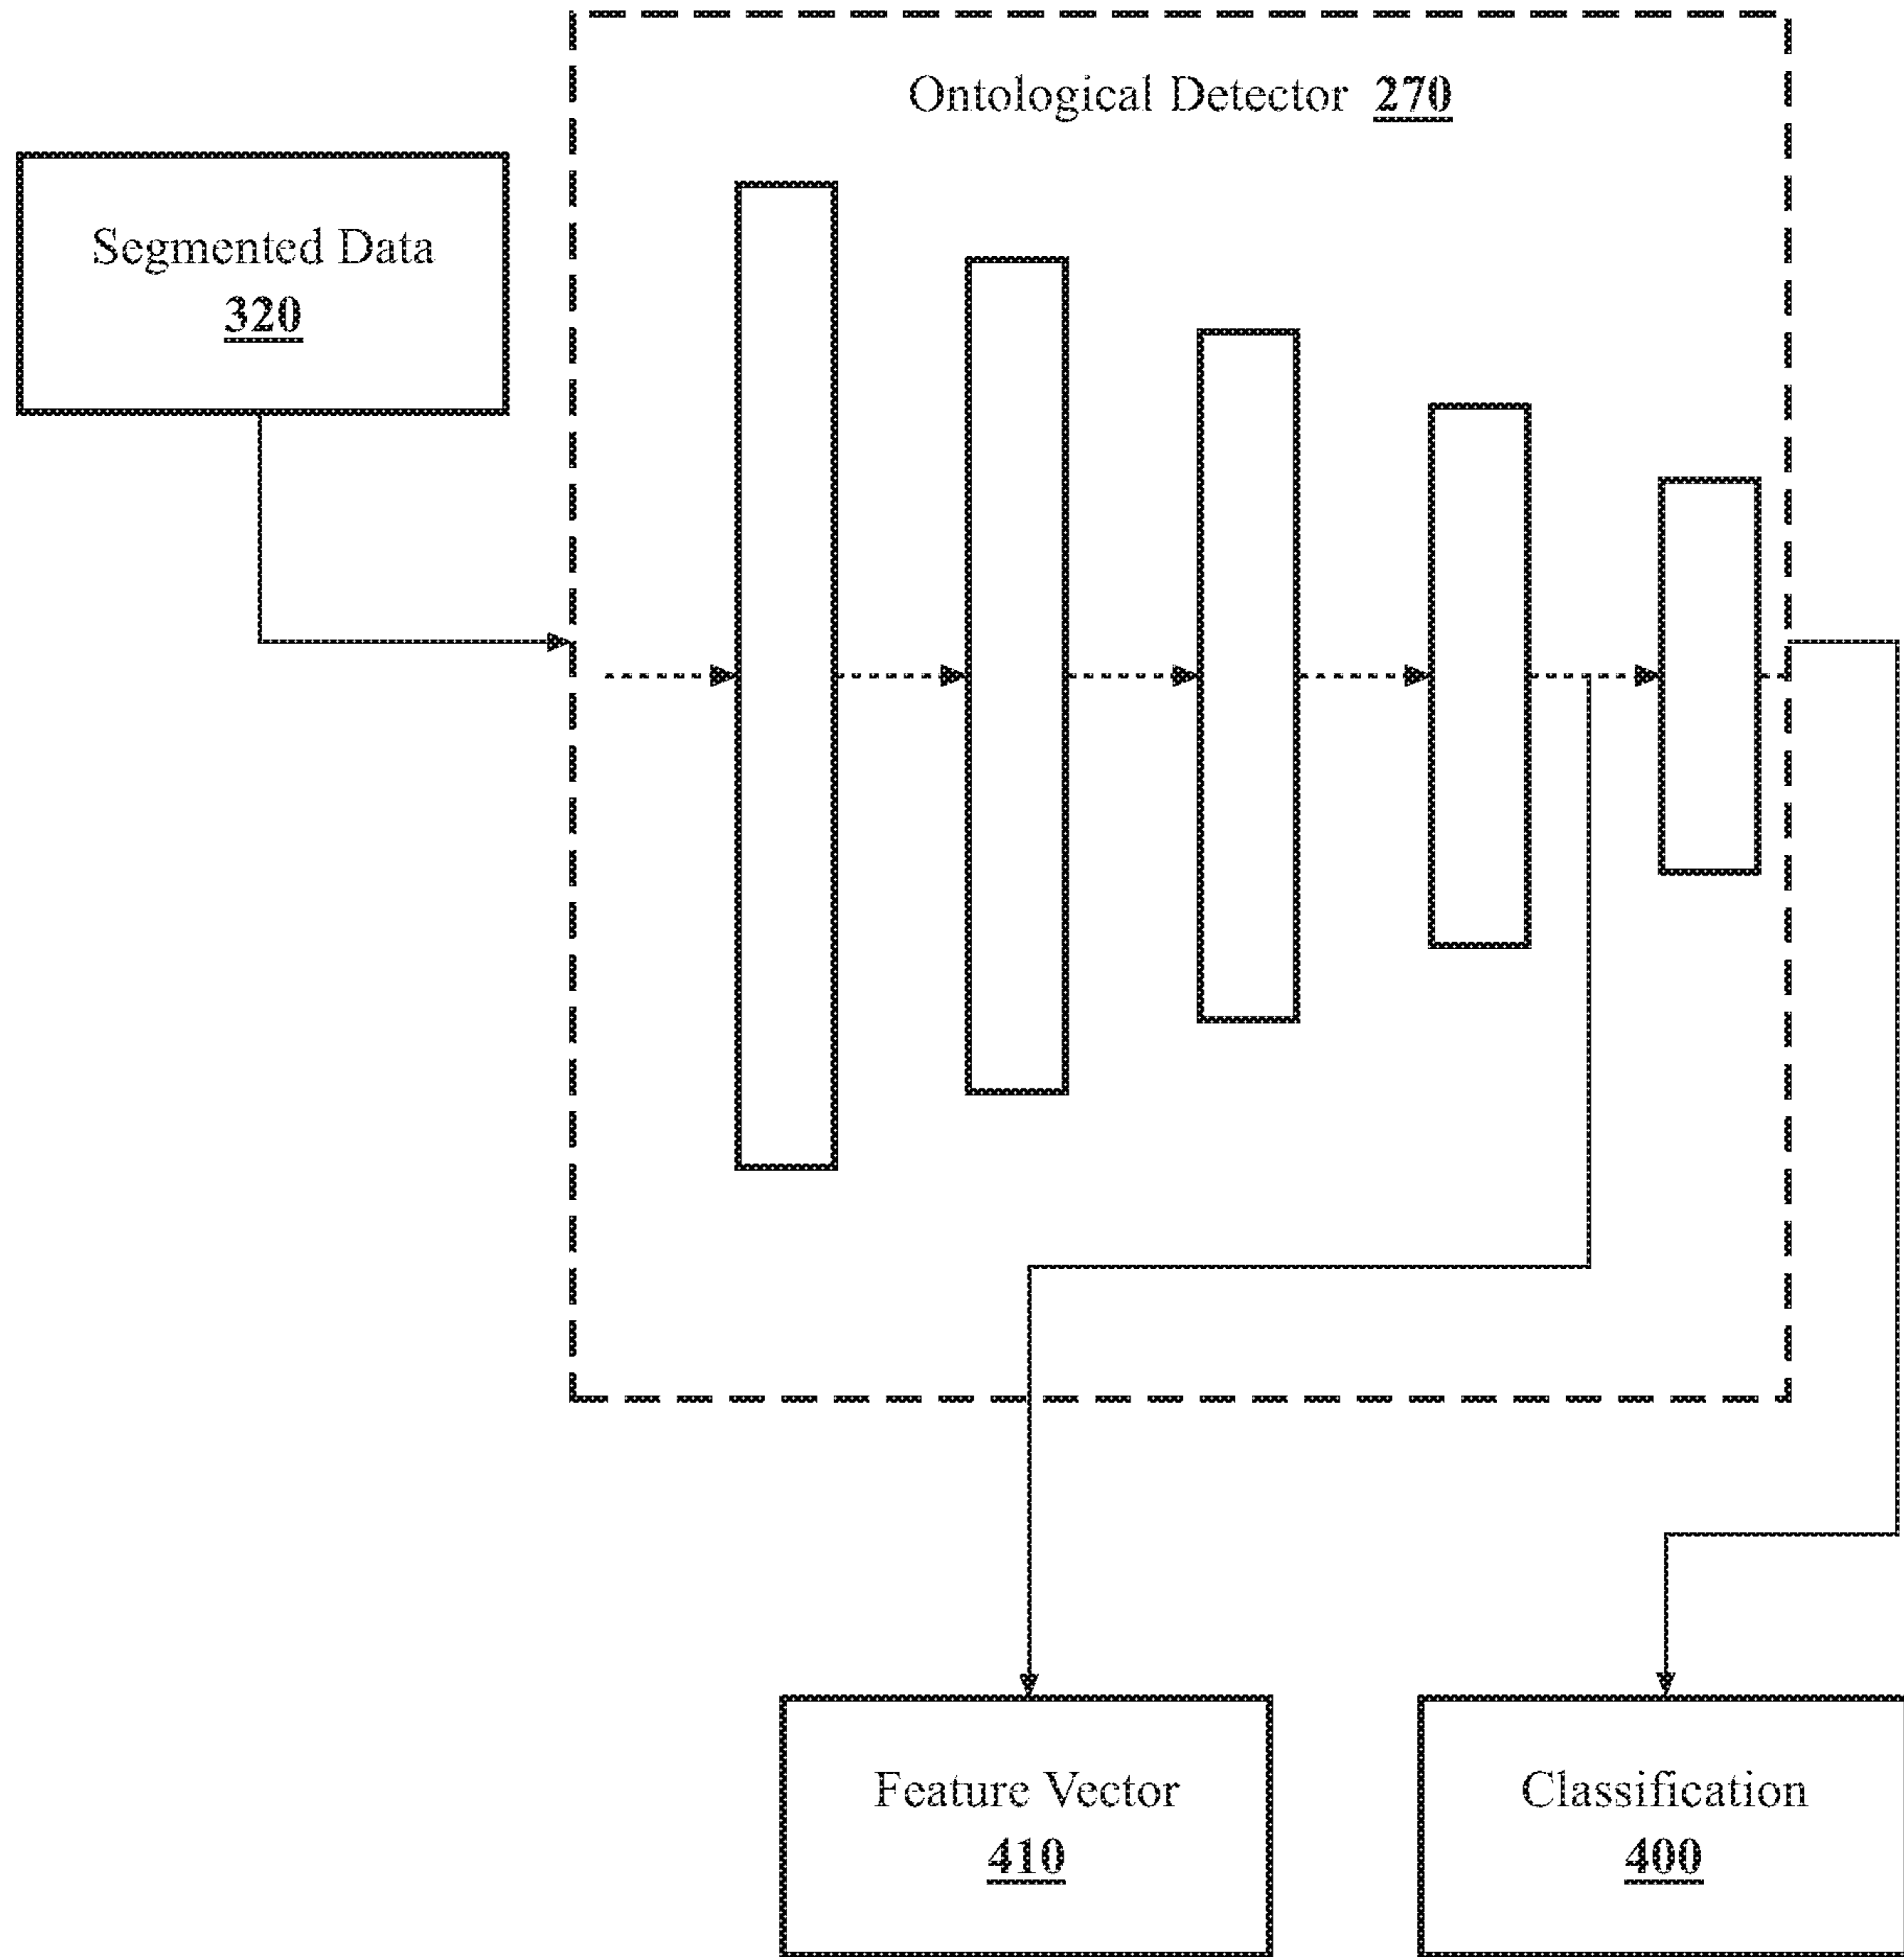 Ontological Detector 270
Segmented Data
320
Feature Vector
410
Classification
400